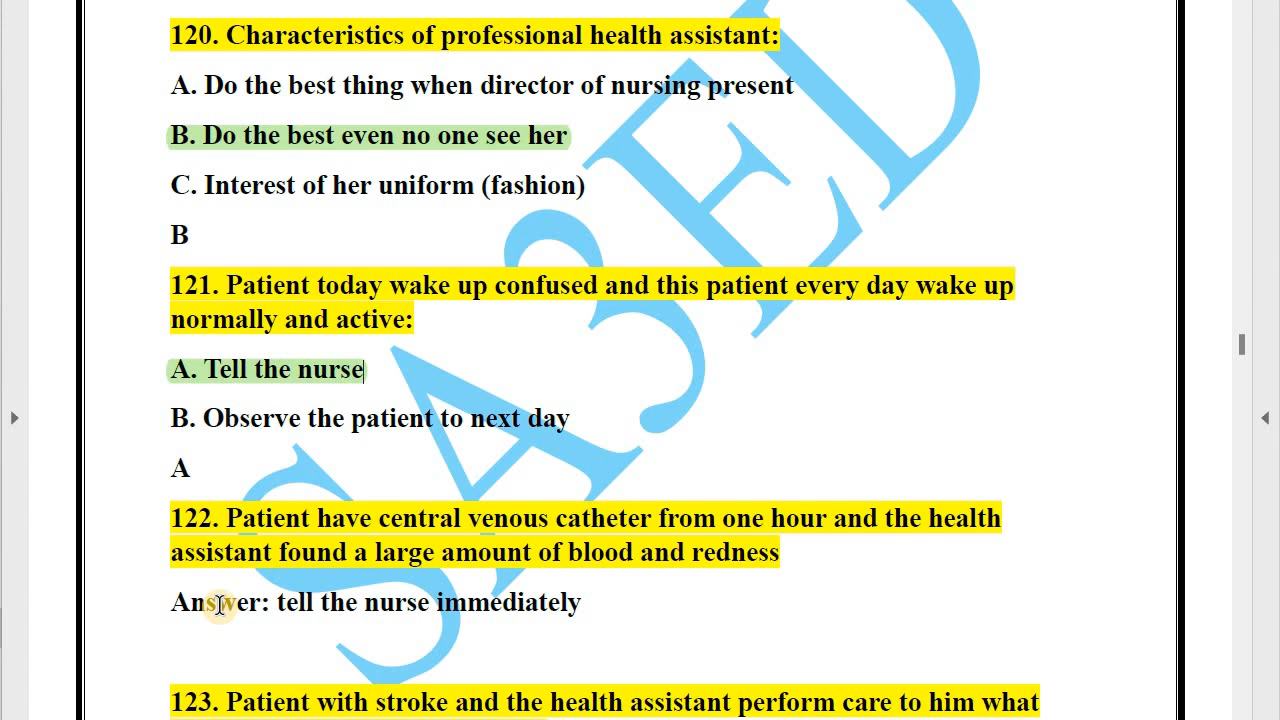 120. Characteristics of professional health assistant:
A. Do the best thing when director of nursing present
B. Do the best even no one see her
C. Interest of her uniform (fashion)
B
121. Patient today wake up confused and this patient every day wake up
normally and active:
A. Tell the nurse
B. Observe the patient to next day
A
122. Patient have central venous catheter from one hour and the health
assistant found a large amount of blood and redness
Answer: tell the nurse immediately
123. Patient with stroke and the health assistant perform care to him what
SA3ED